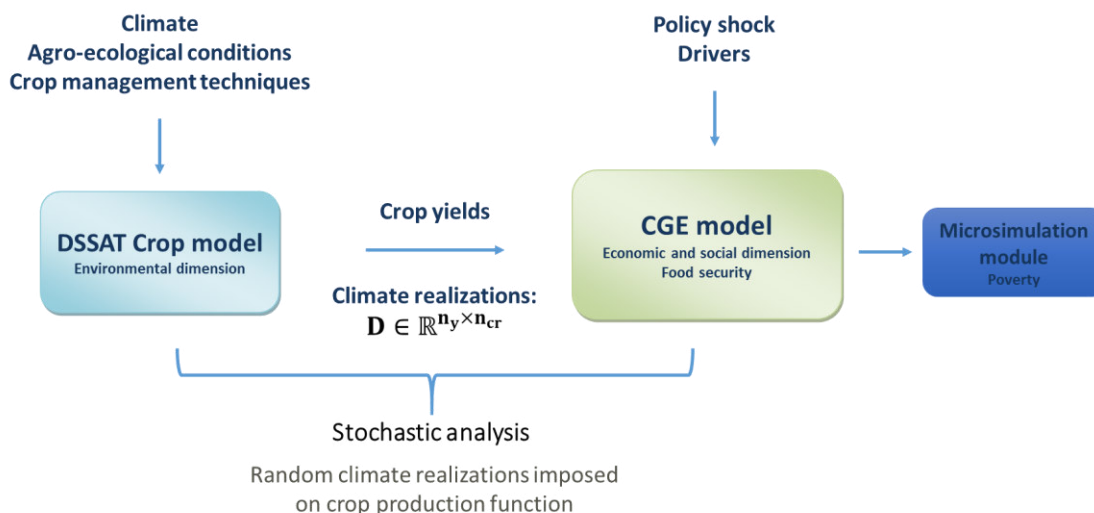 Climate
Agro-ecological conditions
Crop management techniques
Policy shock
Drivers
DSSAT Crop model
Environmental dimension
Crop yields
Climate realizations:
𝐃 ∈ ℝ^𝐧𝐲×𝐧𝐜𝐫
CGE model
Economic and social dimension
Food security
Microsimulation
module
Poverty
Stochastic analysis
Random climate realizations imposed
on crop production function